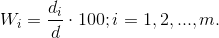 W_i = \frac{d_i}{d} \cdot 100; i = 1, 2, ..., m.